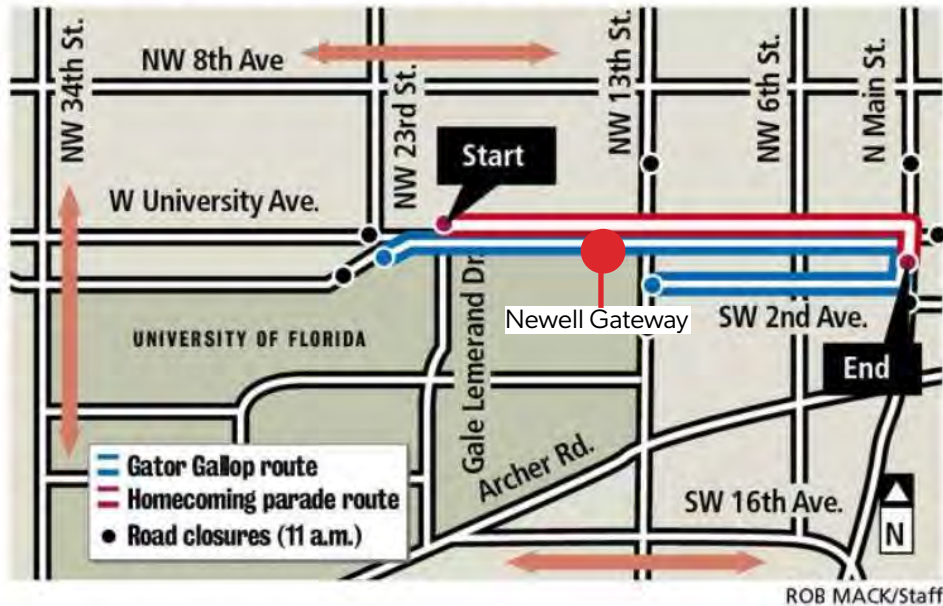 NW 34th St.
NW 8th Ave
NW 23rd St.
NW 13th St.
NW 6th St.
N Main St.
Start
W University Ave.
Gale Lemerand Dr.
Newell Gateway
SW 2nd Ave.
UNIVERSITY OF FLORIDA
End
Gator Gallop route
Homecoming parade route
Road closures (11 a.m.)
Archer Rd.
SW 16th Ave.
N
ROB MACK/Staff